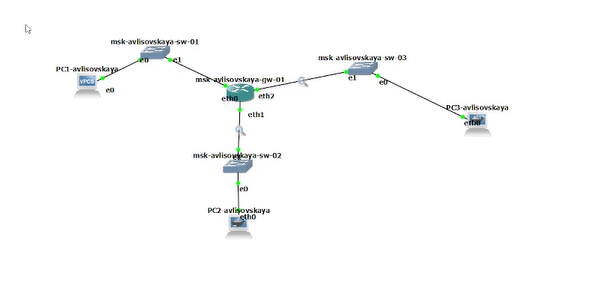 msk-avlisovskaya-sw-01
e0
e1
msk-avlisovskaya-sw-03
e1
e0
PC1-avlisovskaya
VPCS
e0
msk-avlisovskaya-gw-01
eth0
eth2
eth1
PC3-avlisovskaya
eth0
msk-avlisovskaya-sw-02
e0
PC2-avlisovskaya
eth0